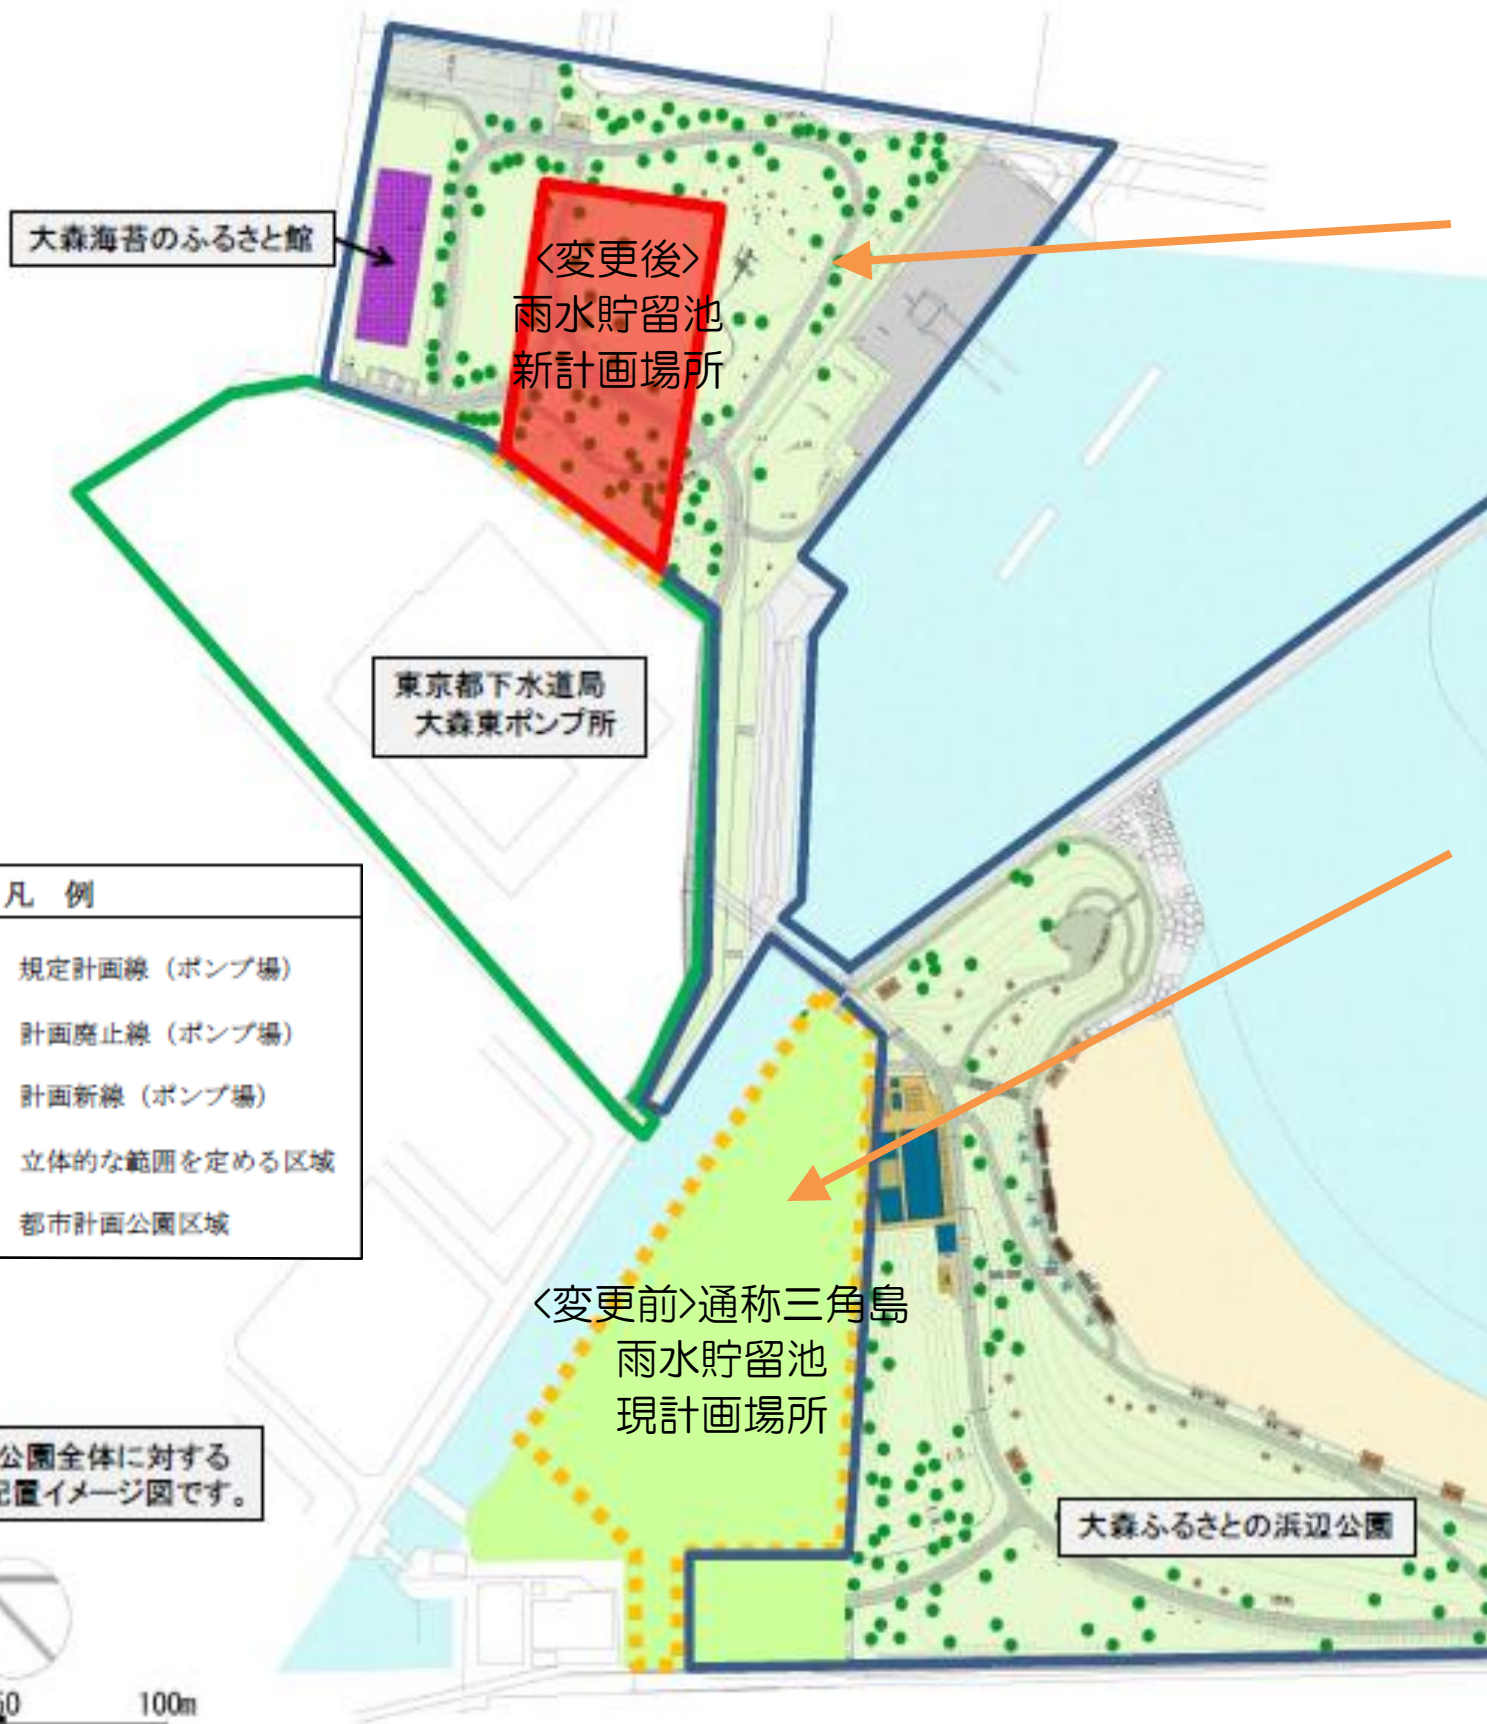 大森海苔のふるさと館
<変更後>
雨水貯留池
新計画場所
東京都下水道局
大森東ポンプ所
凡 例
規定計画線（ポンプ場）
計画廃止線（ポンプ場）
計画新線（ポンプ場）
立体的な範囲を定める区域
都市計画公園区域
<変更前>通称三角島
雨水貯留池
現計画場所
公園全体に対する
配置イメージ図です。
大森ふるさとの浜辺公園
50 100m